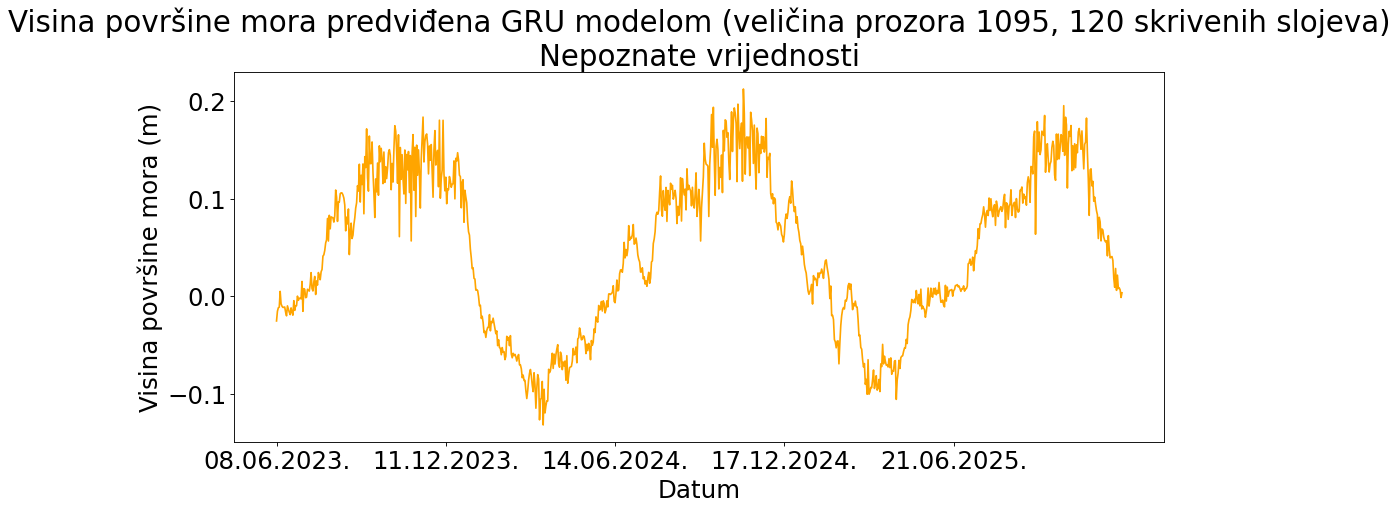 Visina površine mora predviđena GRU modelom (veličina prozora 1095, 120 skrivenih slojeva)
Nepoznate vrijednosti
Visina površine mora (m)
0.2
0.1
0.0
−0.1
08.06.2023. 11.12.2023. 14.06.2024. 17.12.2024. 21.06.2025.
Datum